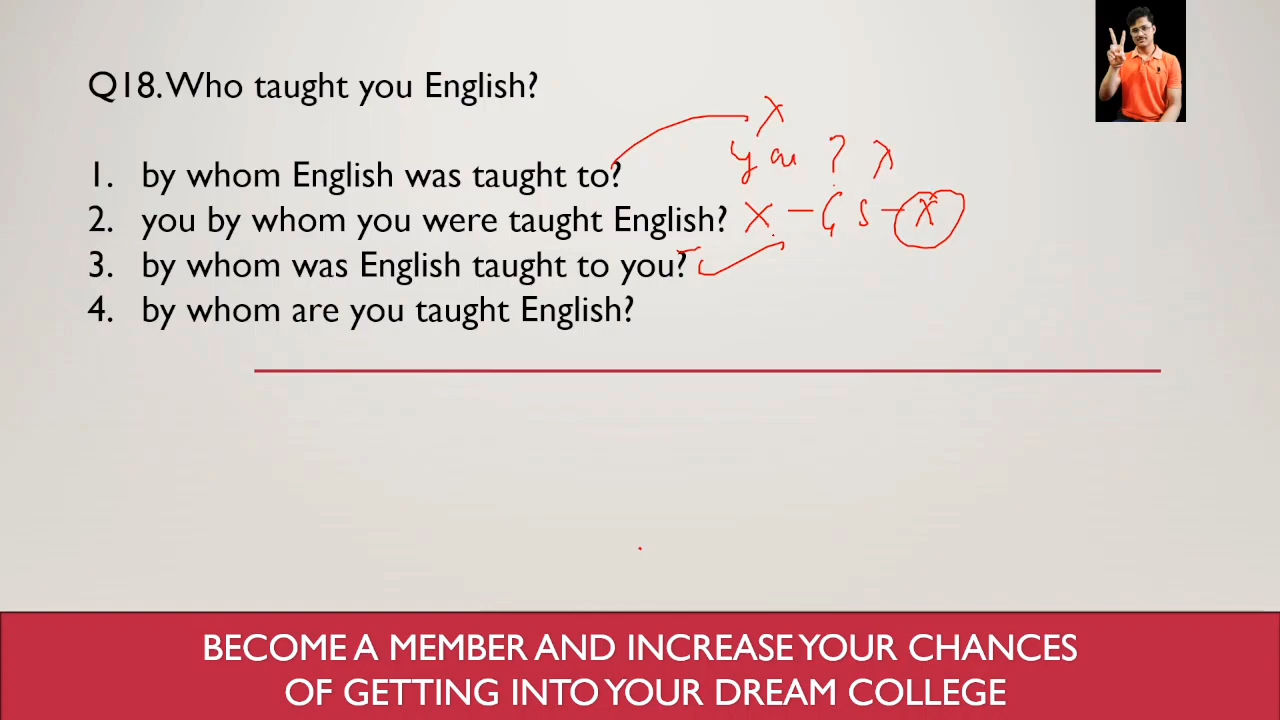 Q18. Who taught you English?
1. by whom English was taught to?
you ?
2. you by whom you were taught English?
3. by whom was English taught to you?
4. by whom are you taught English?
BECOME A MEMBER AND INCREASE YOUR CHANCES
OF GETTING INTO YOUR DREAM COLLEGE